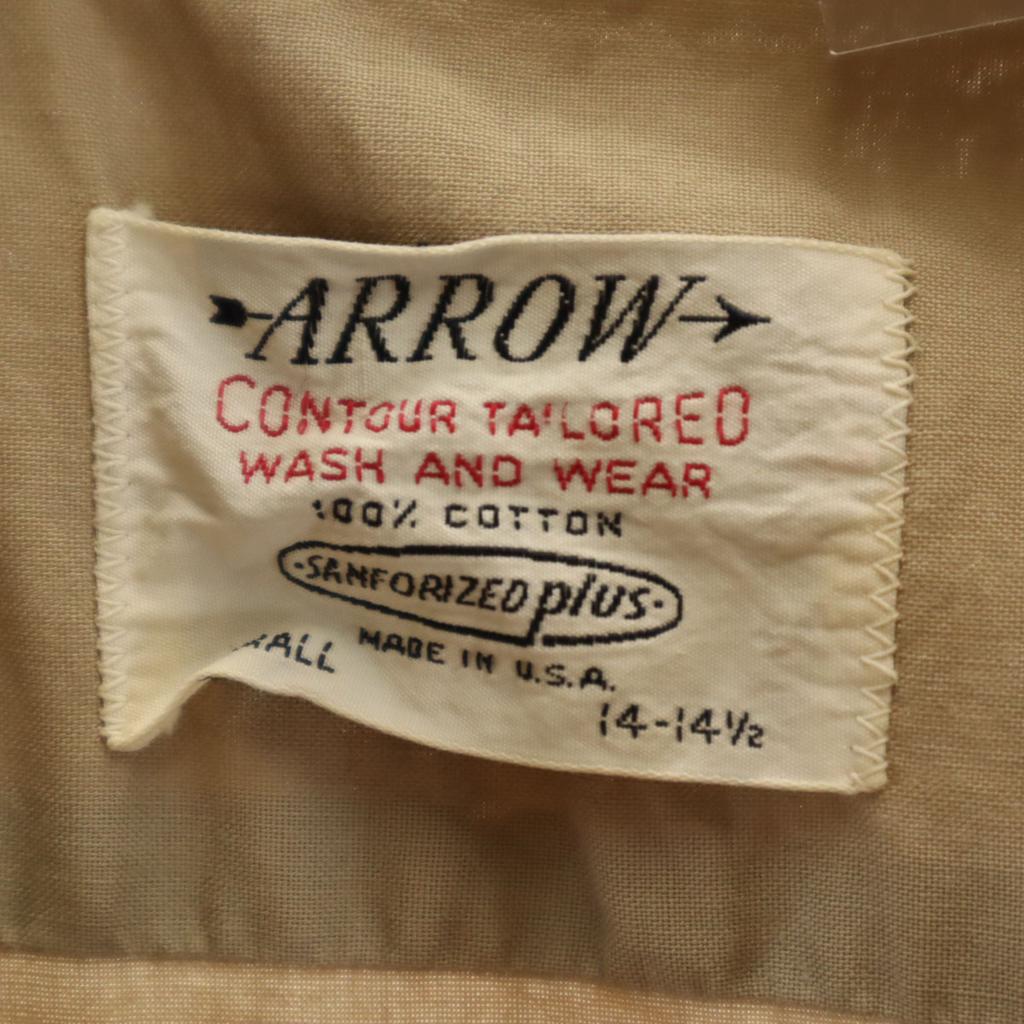 ARROW
CONTOUR TAILORED
WASH AND WEAR
100% COTTON
SANFORIZED plus
MADE IN U.S.A.
14-14½